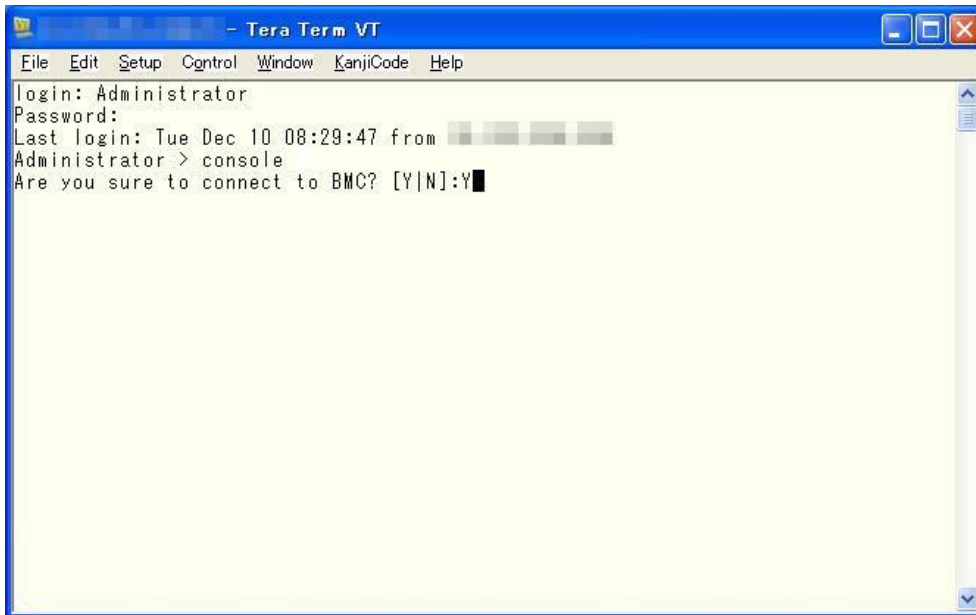 - Tera Term VT
File Edit Setup Control Window KanjiCode Help
login: Administrator
Password:
Last login: Tue Dec 10 08:29:47 from
Administrator > console
Are you sure to connect to BMC? [Y|N]:Y